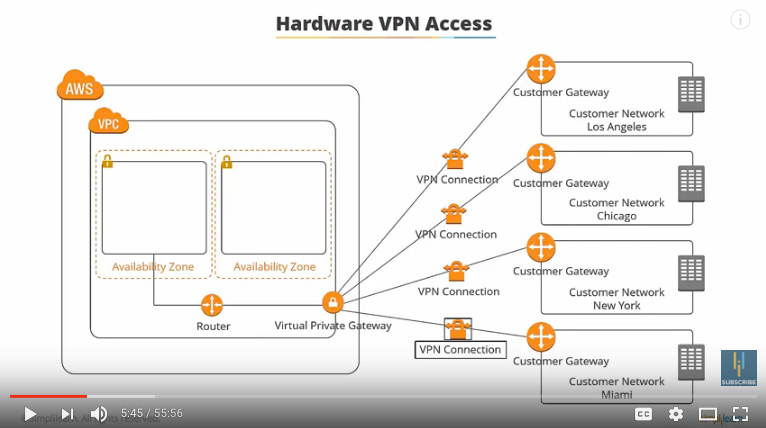 Hardware VPN Access
i
AWS
VPC
Availability Zone
Availability Zone
Router
Virtual Private Gateway
VPN Connection
VPN Connection
VPN Connection
VPN Connection
Customer Gateway
Customer Network
Los Angeles
Customer Gateway
Customer Network
Chicago
Customer Gateway
Customer Network
New York
Customer Gateway
Customer Network
Miami
SUBSCRIBE
5:45 / 55:56
CC